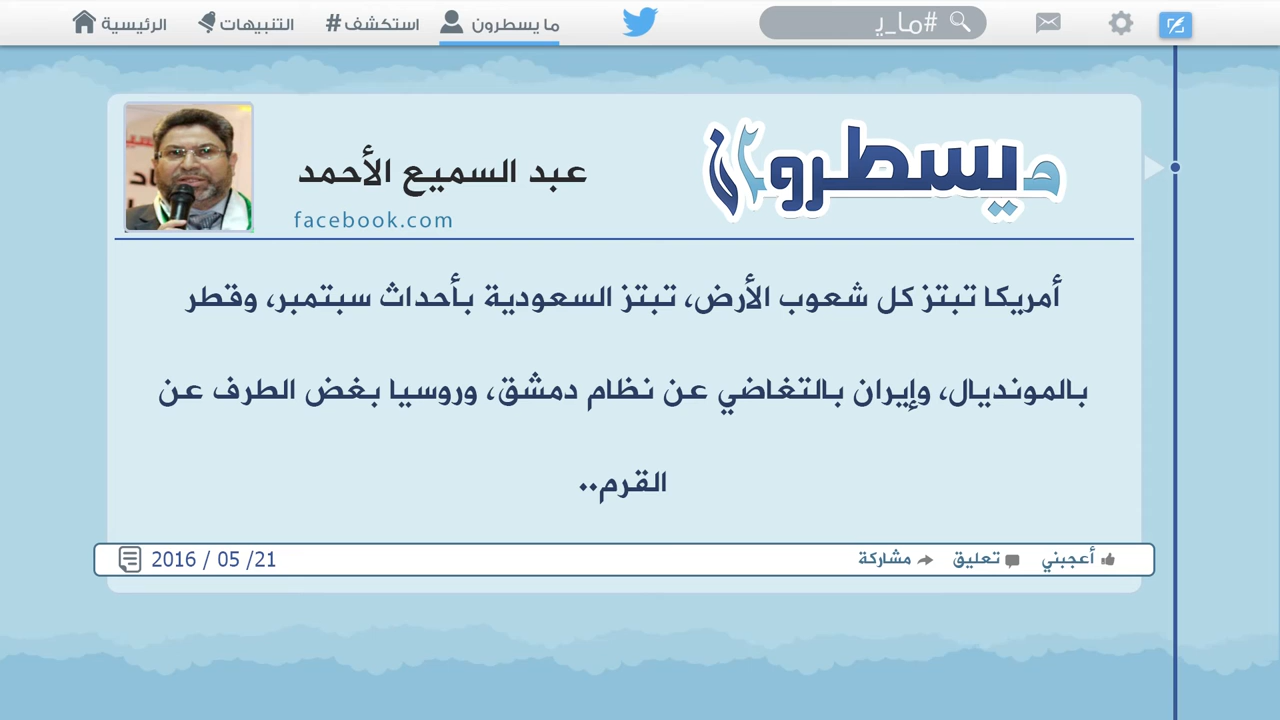 الرئيسية التنبيهات #استكشف ما يسطرون #ما_ي
ما يسطرون
عبد السميع الأحمد
facebook.com
أمريكا تبتز كل شعوب الأرض، تبتز السعودية بأحداث سبتمبر، وقطر
بالمونديال، وإيران بالتغاضي عن نظام دمشق، وروسيا بغض الطرف عن
القرم..
أعجبني تعليق مشاركة
2016 / 05 /21